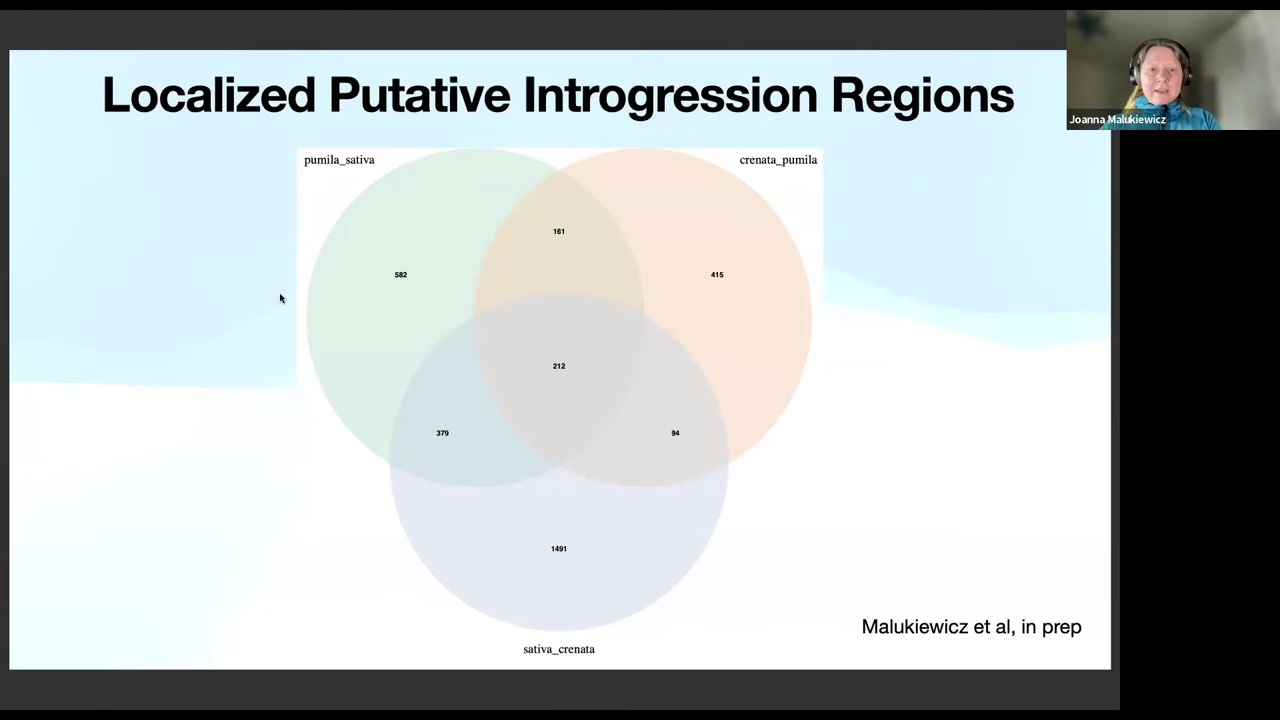 Localized Putative Introgression Regions
Joanna Malukiewicz
pumila_sativa
crenata_pumila
161
582
415
212
379
94
1491
Malukiewicz et al, in prep
sativa_crenata